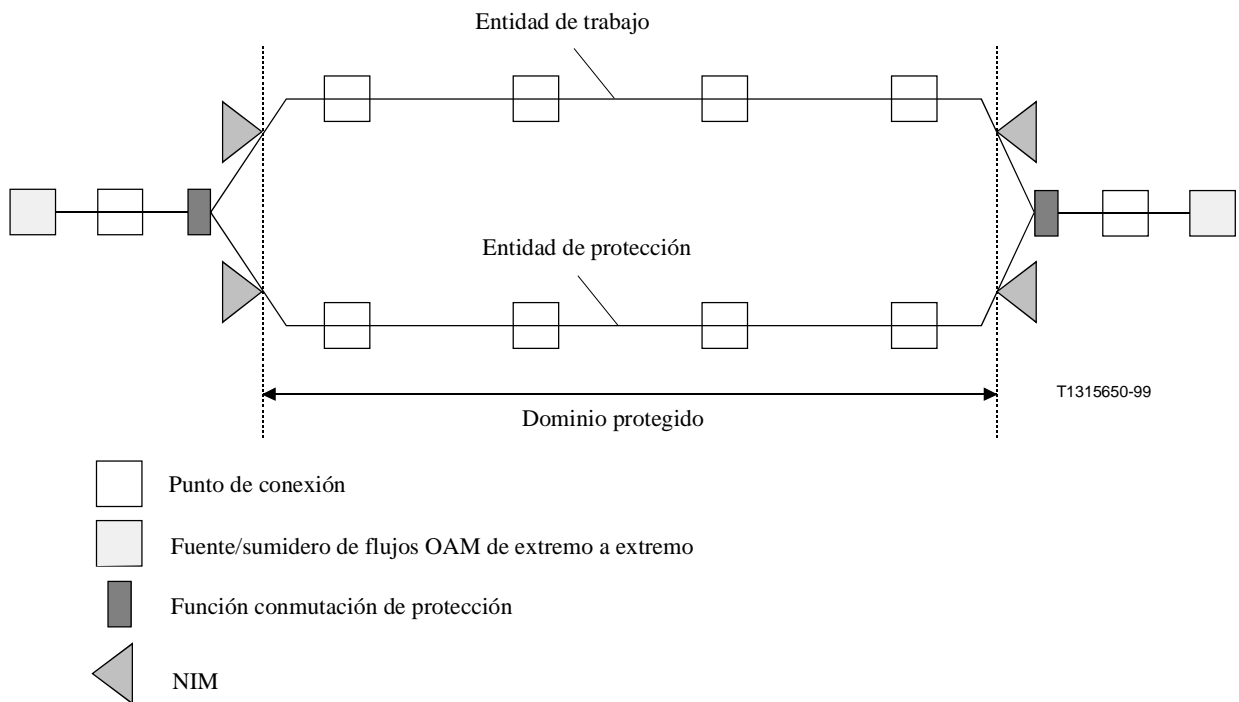 Entidad de trabajo
Entidad de protección
T1315650-99
Dominio protegido
Punto de conexión
Fuente/sumidero de flujos OAM de extremo a extremo
Función conmutación de protección
NIM